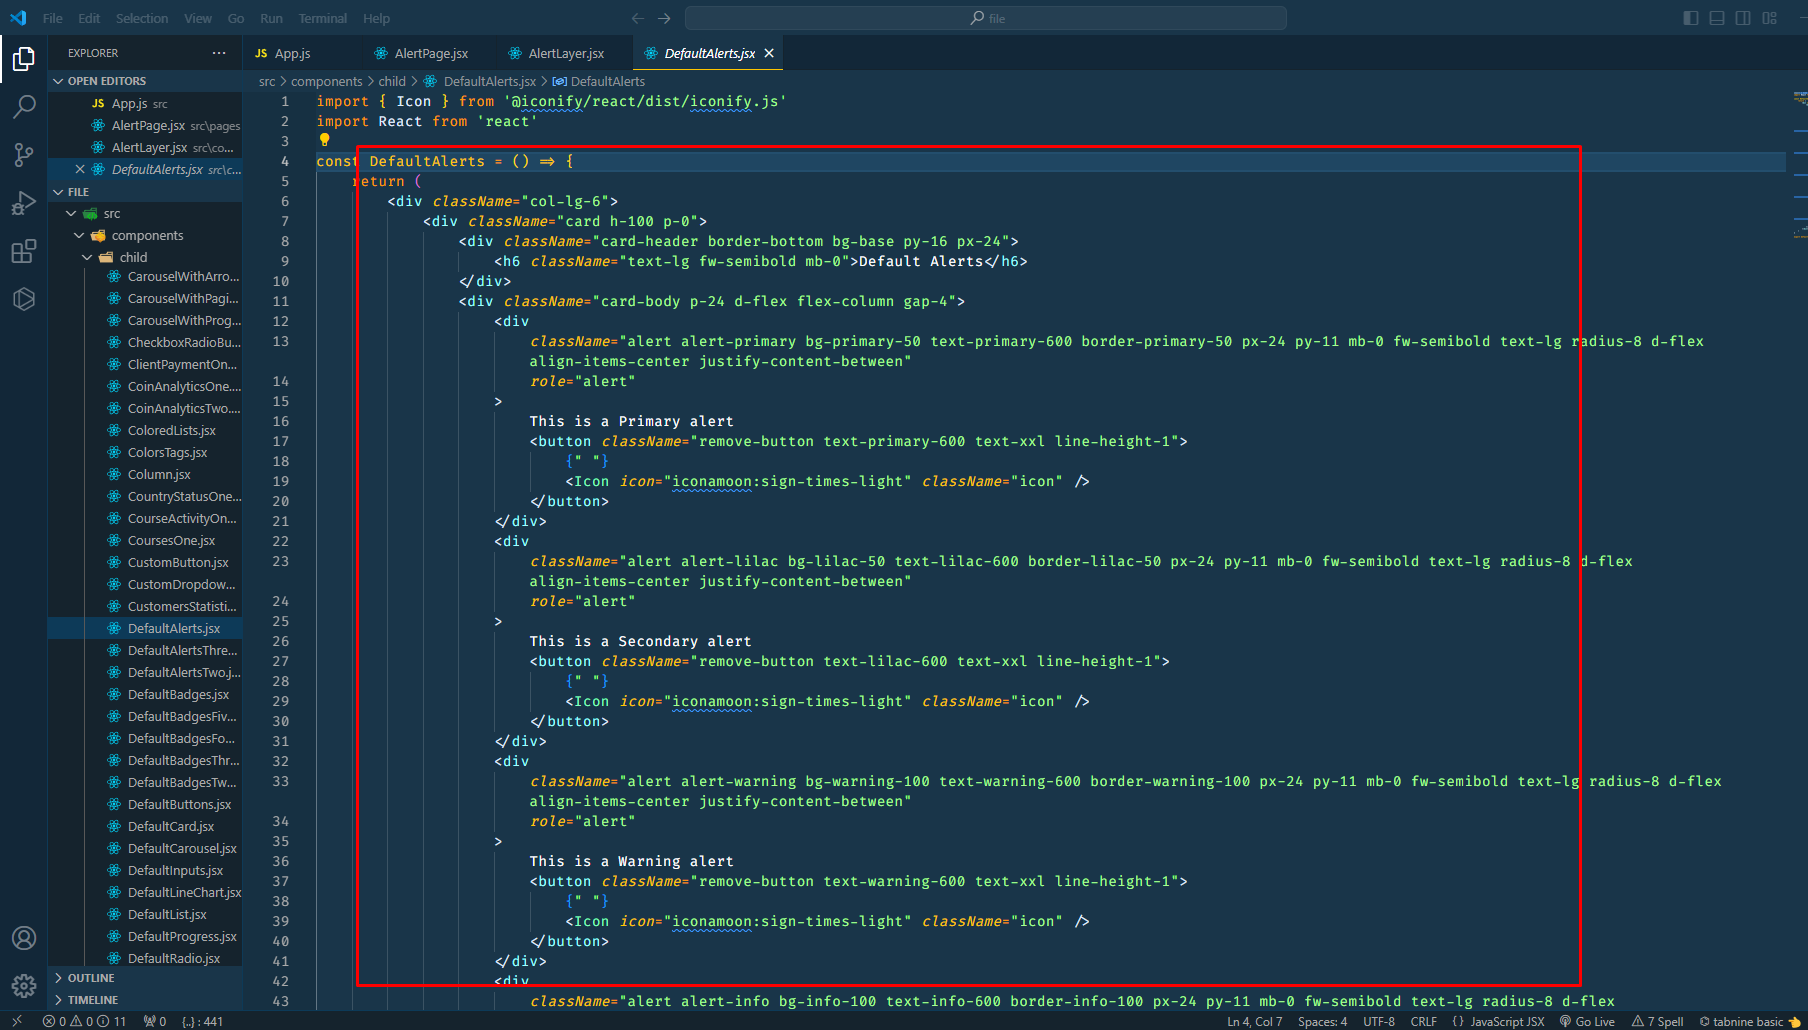 File Edit Selection View Go Run Terminal Help
file
EXPLORER
OPEN EDITORS
App.js src
AlertPage.jsx src\pages
AlertLayer.jsx src\co...
DefaultAlerts.jsx src\c...
FILE
src
components
child
CarouselWithArro...
CarouselWithPagi...
CarouselWithProg...
CheckboxRadioBu...
ClientPaymentOn...
CoinAnalyticsOne....
CoinAnalyticsTwo....
ColoredLists.jsx
ColorsTags.jsx
Column.jsx
CountryStatusOne...
CourseActivityOn...
CoursesOne.jsx
CustomButton.jsx
CustomDropdow...
CustomersStatisti...
DefaultAlerts.jsx
DefaultAlertsThre...
DefaultAlertsTwo.j...
DefaultBadges.jsx
DefaultBadgesFiv...
DefaultBadgesFo...
DefaultBadgesThr...
DefaultBadgesTw...
DefaultButtons.jsx
DefaultCard.jsx
DefaultCarousel.jsx
DefaultInputs.jsx
DefaultLineChart.jsx
DefaultList.jsx
DefaultProgress.jsx
DefaultRadio.jsx
OUTLINE
TIMELINE
JS App.js AlertPage.jsx AlertLayer.jsx DefaultAlerts.jsx
src > components > child > DefaultAlerts.jsx > DefaultAlerts
1 import { Icon } from '@iconify/react/dist/iconify.js'
2 import React from 'react'
3
4 const DefaultAlerts = () => {
5 return (
6 <div className="col-lg-6">
7 <div className="card h-100 p-0">
8 <div className="card-header border-bottom bg-base py-16 px-24">
9 <h6 className="text-lg fw-semibold mb-0">Default Alerts</h6>
10 </div>
11 <div className="card-body p-24 d-flex flex-column gap-4">
12 <div
13 className="alert alert-primary bg-primary-50 text-primary-600 border-primary-50 px-24 py-11 mb-0 fw-semibold text-lg radius-8 d-flex
align-items-center justify-content-between"
14 role="alert"
15 >
16 This is a Primary alert
17 <button className="remove-button text-primary-600 text-xxl line-height-1">
18 {" "}
19 <Icon icon="iconamoon:sign-times-light" className="icon" />
20 </button>
21 </div>
22 <div
23 className="alert alert-lilac bg-lilac-50 text-lilac-600 border-lilac-50 px-24 py-11 mb-0 fw-semibold text-lg radius-8 d-flex
align-items-center justify-content-between"
24 role="alert"
25 >
26 This is a Secondary alert
27 <button className="remove-button text-lilac-600 text-xxl line-height-1">
28 {" "}
29 <Icon icon="iconamoon:sign-times-light" className="icon" />
30 </button>
31 </div>
32 <div
33 className="alert alert-warning bg-warning-100 text-warning-600 border-warning-100 px-24 py-11 mb-0 fw-semibold text-lg radius-8 d-flex
align-items-center justify-content-between"
34 role="alert"
35 >
36 This is a Warning alert
37 <button className="remove-button text-warning-600 text-xxl line-height-1">
38 {" "}
39 <Icon icon="iconamoon:sign-times-light" className="icon" />
40 </button>
41 </div>
42 <div
43 className="alert alert-info bg-info-100 text-info-600 border-info-100 px-24 py-11 mb-0 fw-semibold text-lg radius-8 d-flex
0 0 11 0 {..} : 441 Ln 4, Col 7 Spaces: 4 UTF-8 CRLF {} JavaScript JSX Go Live 7 Spell tabnine basic